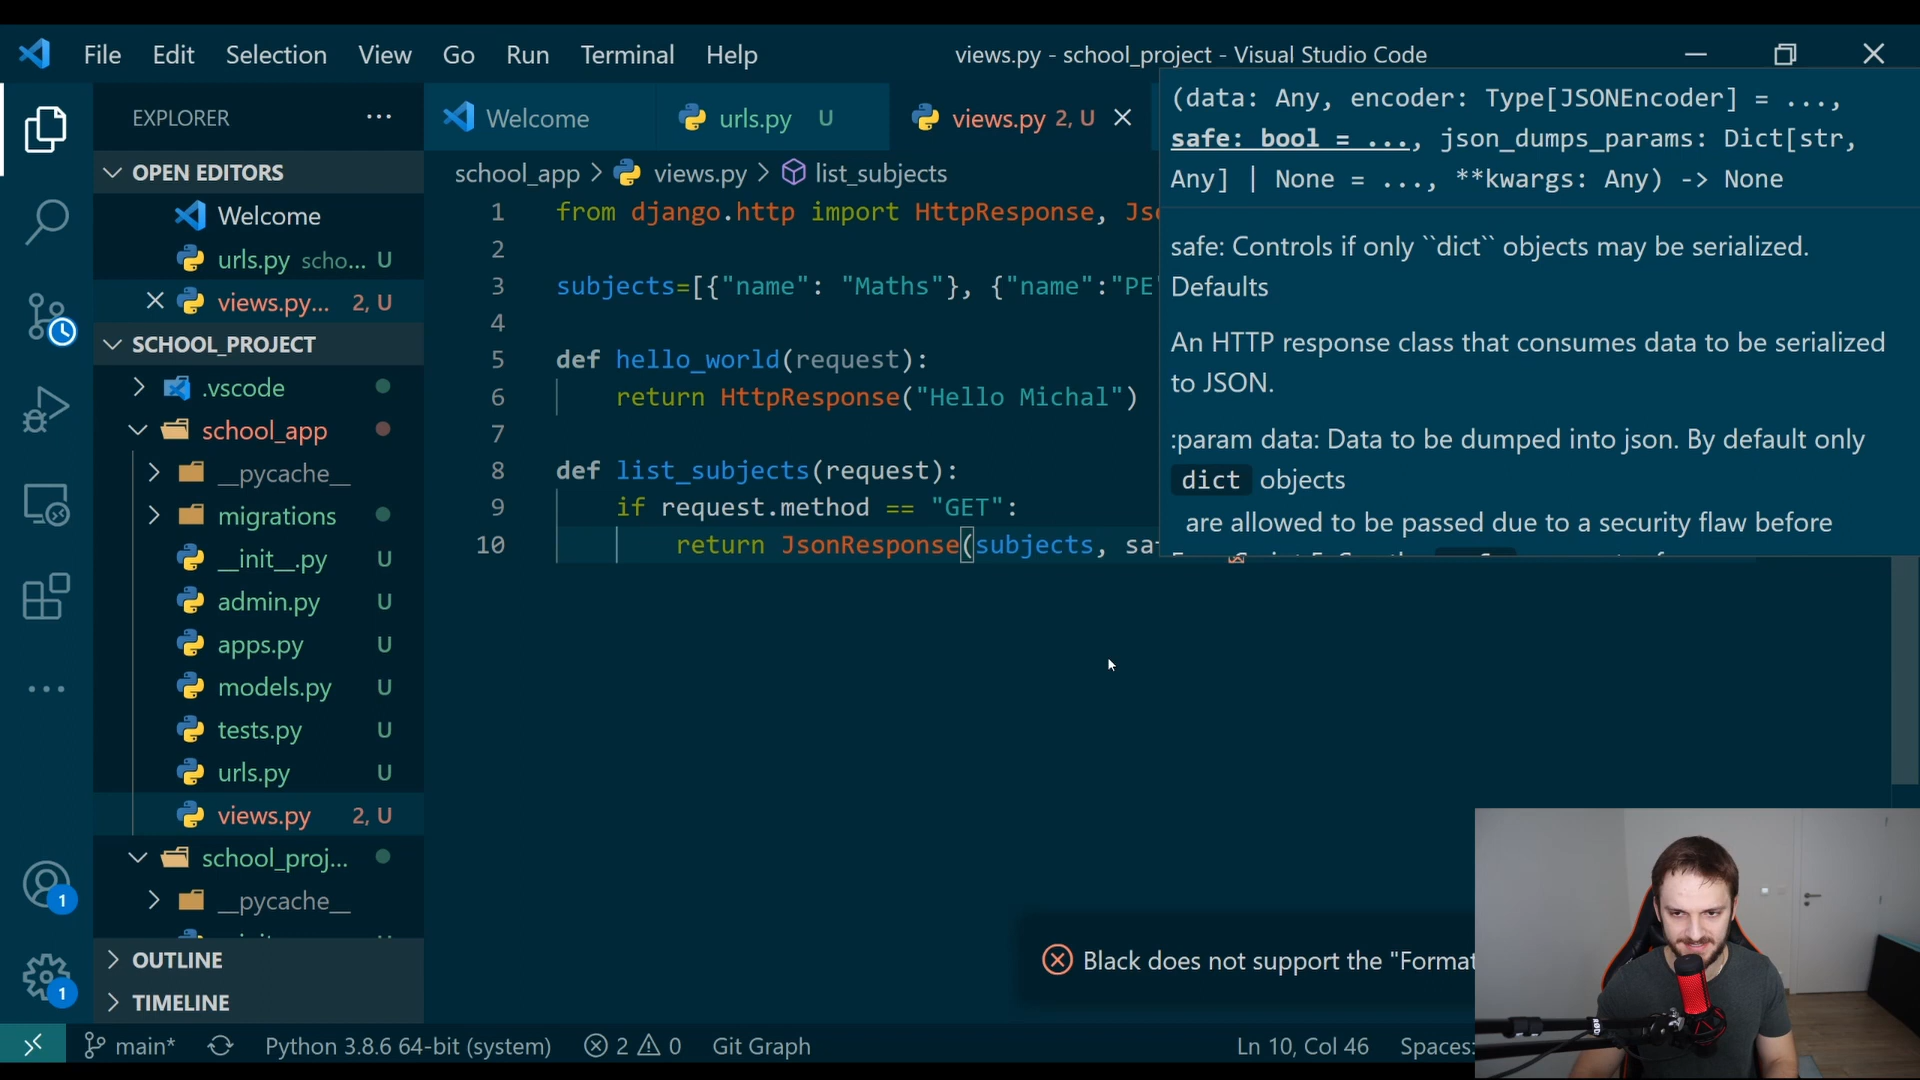 File Edit Selection View Go Run Terminal Help
views.py - school_project - Visual Studio Code
EXPLORER ...
OPEN EDITORS
Welcome
urls.py scho... U
views.py... 2, U
SCHOOL_PROJECT
.vscode
school_app
__pycache__
migrations
__init__.py U
admin.py U
apps.py U
models.py U
tests.py U
urls.py U
views.py 2, U
school_proj...
__pycache__
OUTLINE
TIMELINE
1
1
Welcome
urls.py U
views.py 2, U
school_app > views.py > list_subjects
1 from django.http import HttpResponse,
2
3 subjects=[{"name": "Maths"}, {"name":"PE"
4
5 def hello_world(request):
6 return HttpResponse("Hello Michal")
7
8 def list_subjects(request):
9 if request.method == "GET":
10 return JsonResponse(subjects,
(data: Any, encoder: Type[JSONEncoder] = ...,
safe: bool = ..., json_dumps_params: Dict[str,
Any] | None = ..., **kwargs: Any) -> None
safe: Controls if only ``dict`` objects may be serialized.
Defaults
An HTTP response class that consumes data to be serialized
to JSON.
:param data: Data to be dumped into json. By default only
dict objects
are allowed to be passed due to a security flaw before
Black does not support the "Format
main* Python 3.8.6 64-bit (system) 2 0 Git Graph Ln 10, Col 46 Spaces: